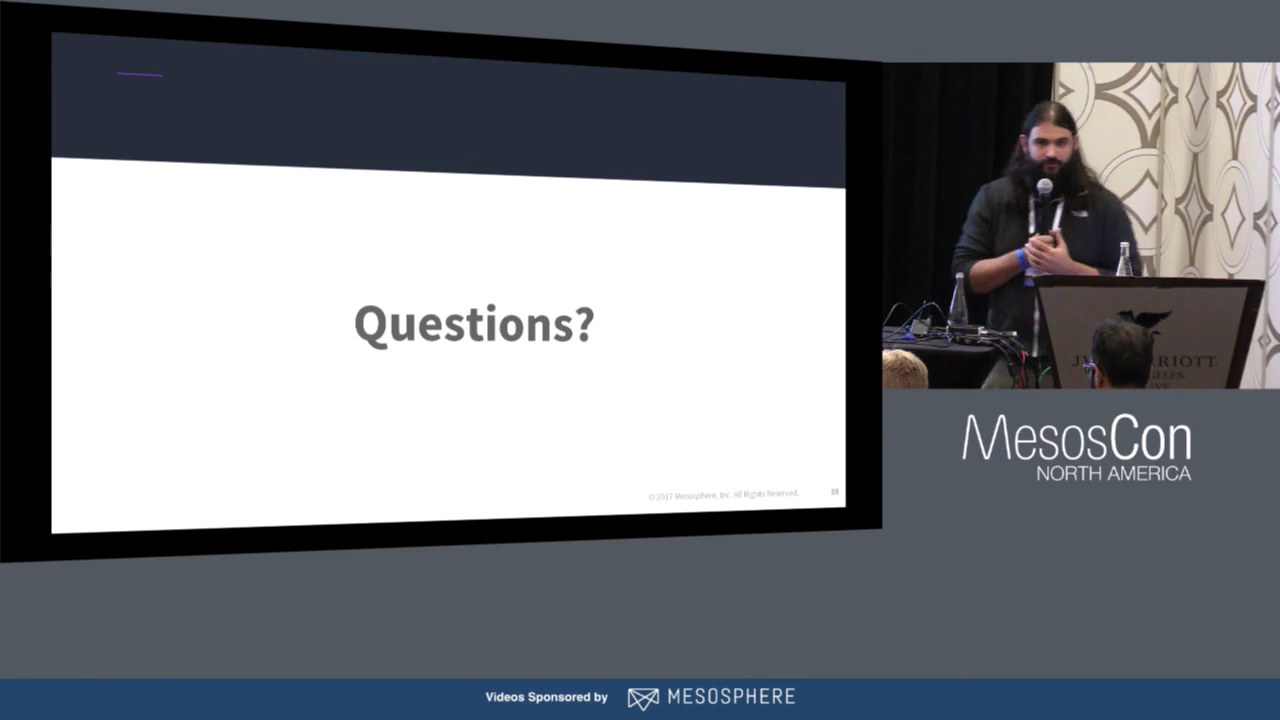 Questions?
© 2017 Mesosphere, Inc. All Rights Reserved.
MesosCon
NORTH AMERICA
Videos Sponsored by MESOSPHERE